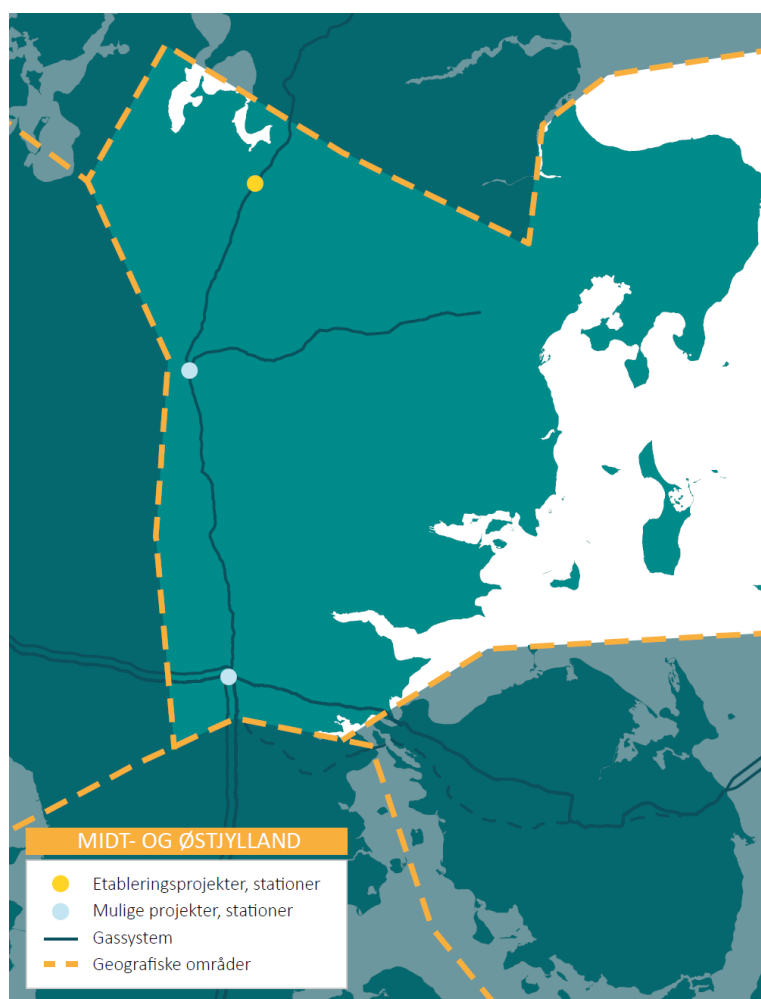 MIDT- OG ØSTJYLLAND
Etableringsprojekter, stationer
Mulige projekter, stationer
Gassystem
Geografiske områder